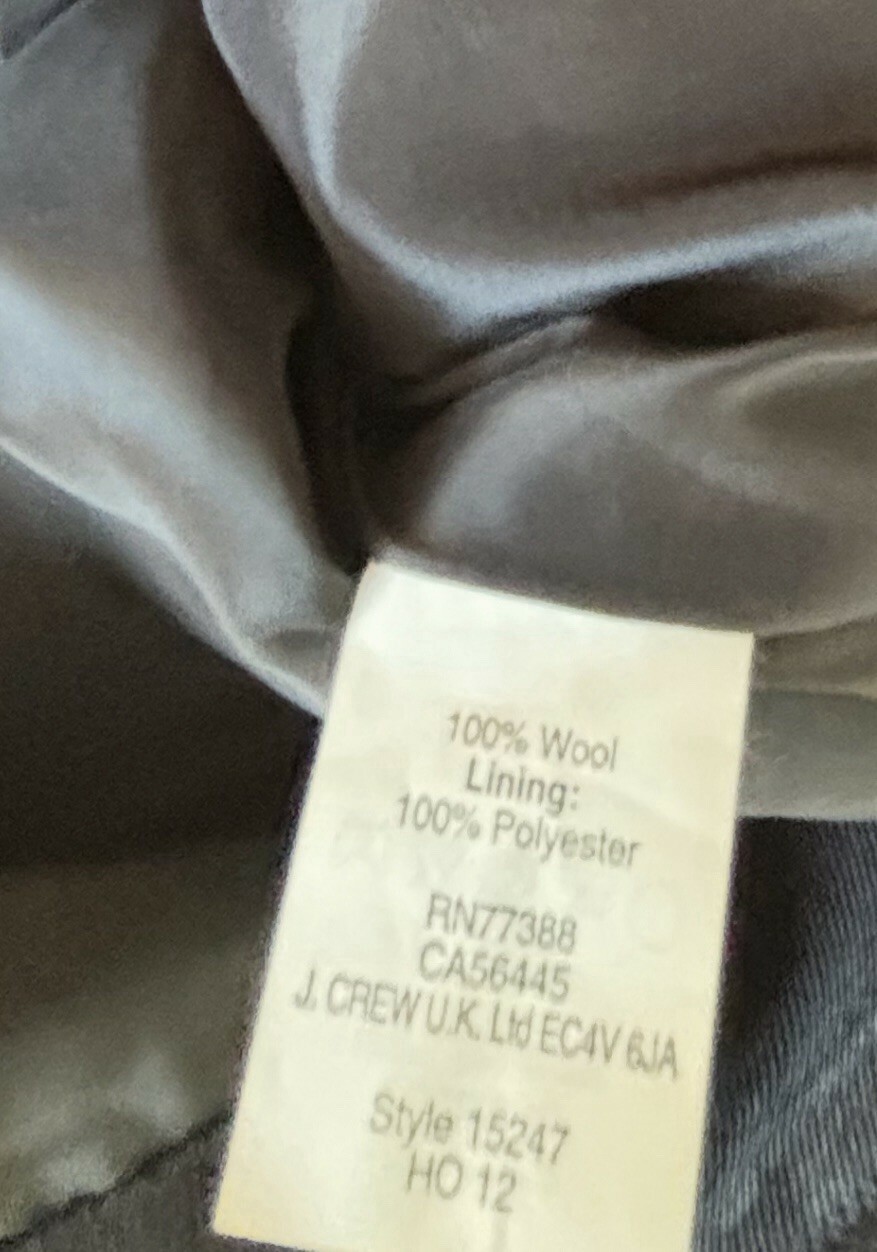 100% Wool
Lining:
100% Polyester
RN77388
CA56445
J. CREW U.K. Ltd EC4V 6JA
Style 15247
HO 12